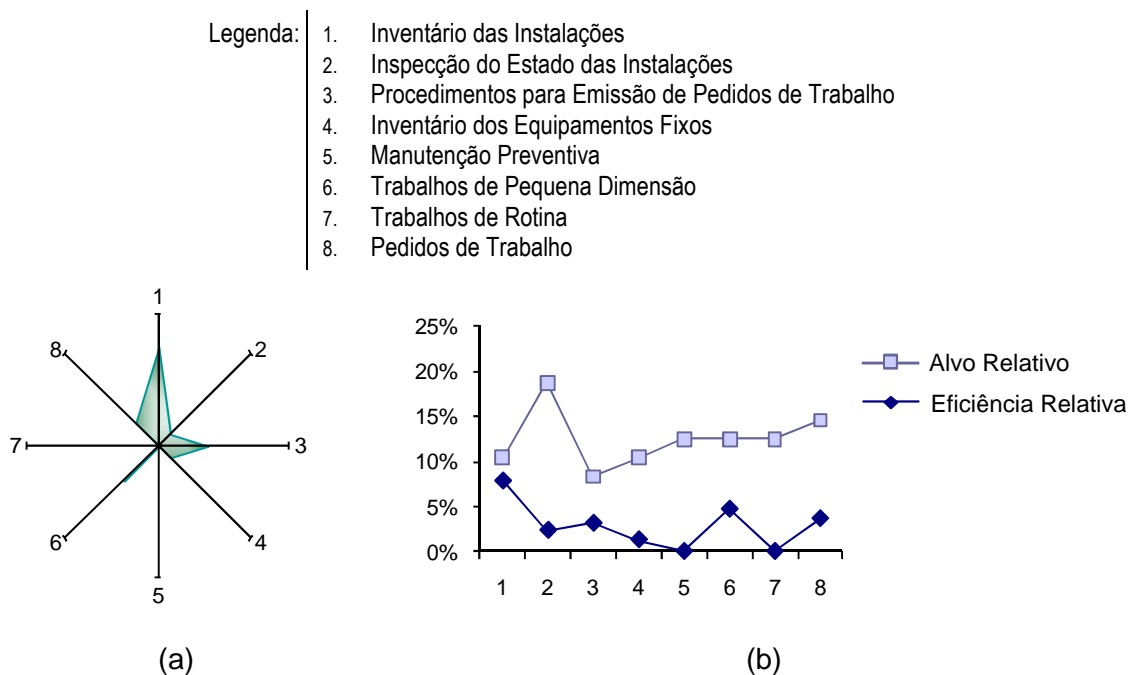 Legenda:
1. Inventário das Instalações
2. Inspecção do Estado das Instalações
3. Procedimentos para Emissão de Pedidos de Trabalho
4. Inventário dos Equipamentos Fixos
5. Manutenção Preventiva
6. Trabalhos de Pequena Dimensão
7. Trabalhos de Rotina
8. Pedidos de Trabalho
1
8 2
7 3
6 4
5
(a)
25%
20%
15%
10%
5%
0%
1 2 3 4 5 6 7 8
Alvo Relativo
Eficiência Relativa
(b)